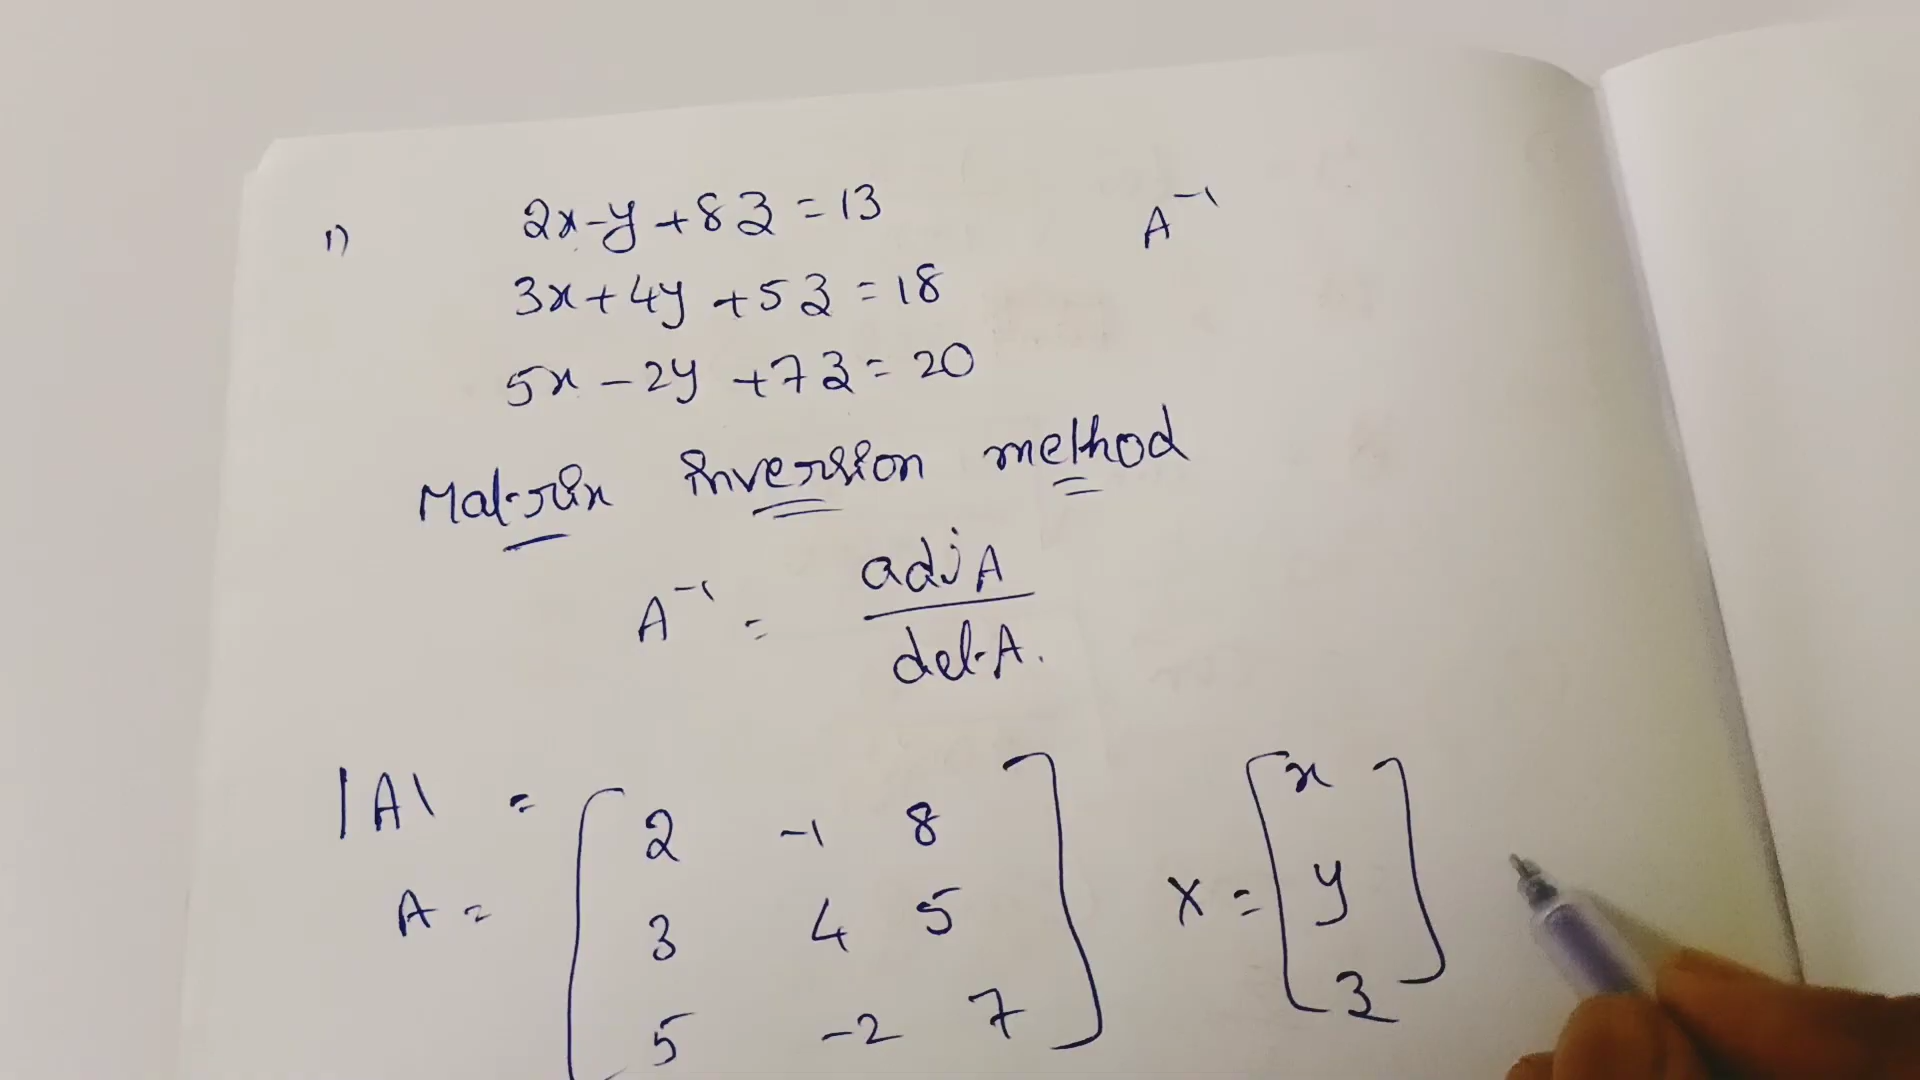 1) 2x-y+8z=13 A⁻¹
3x+4y+5z=18
5x-2y+7z=20
Matrix inversion method
A⁻¹ = adj A
det A.
|A| =
A = [2 -1 8
3 4 5
5 -2 7]
X = [x
y
z]